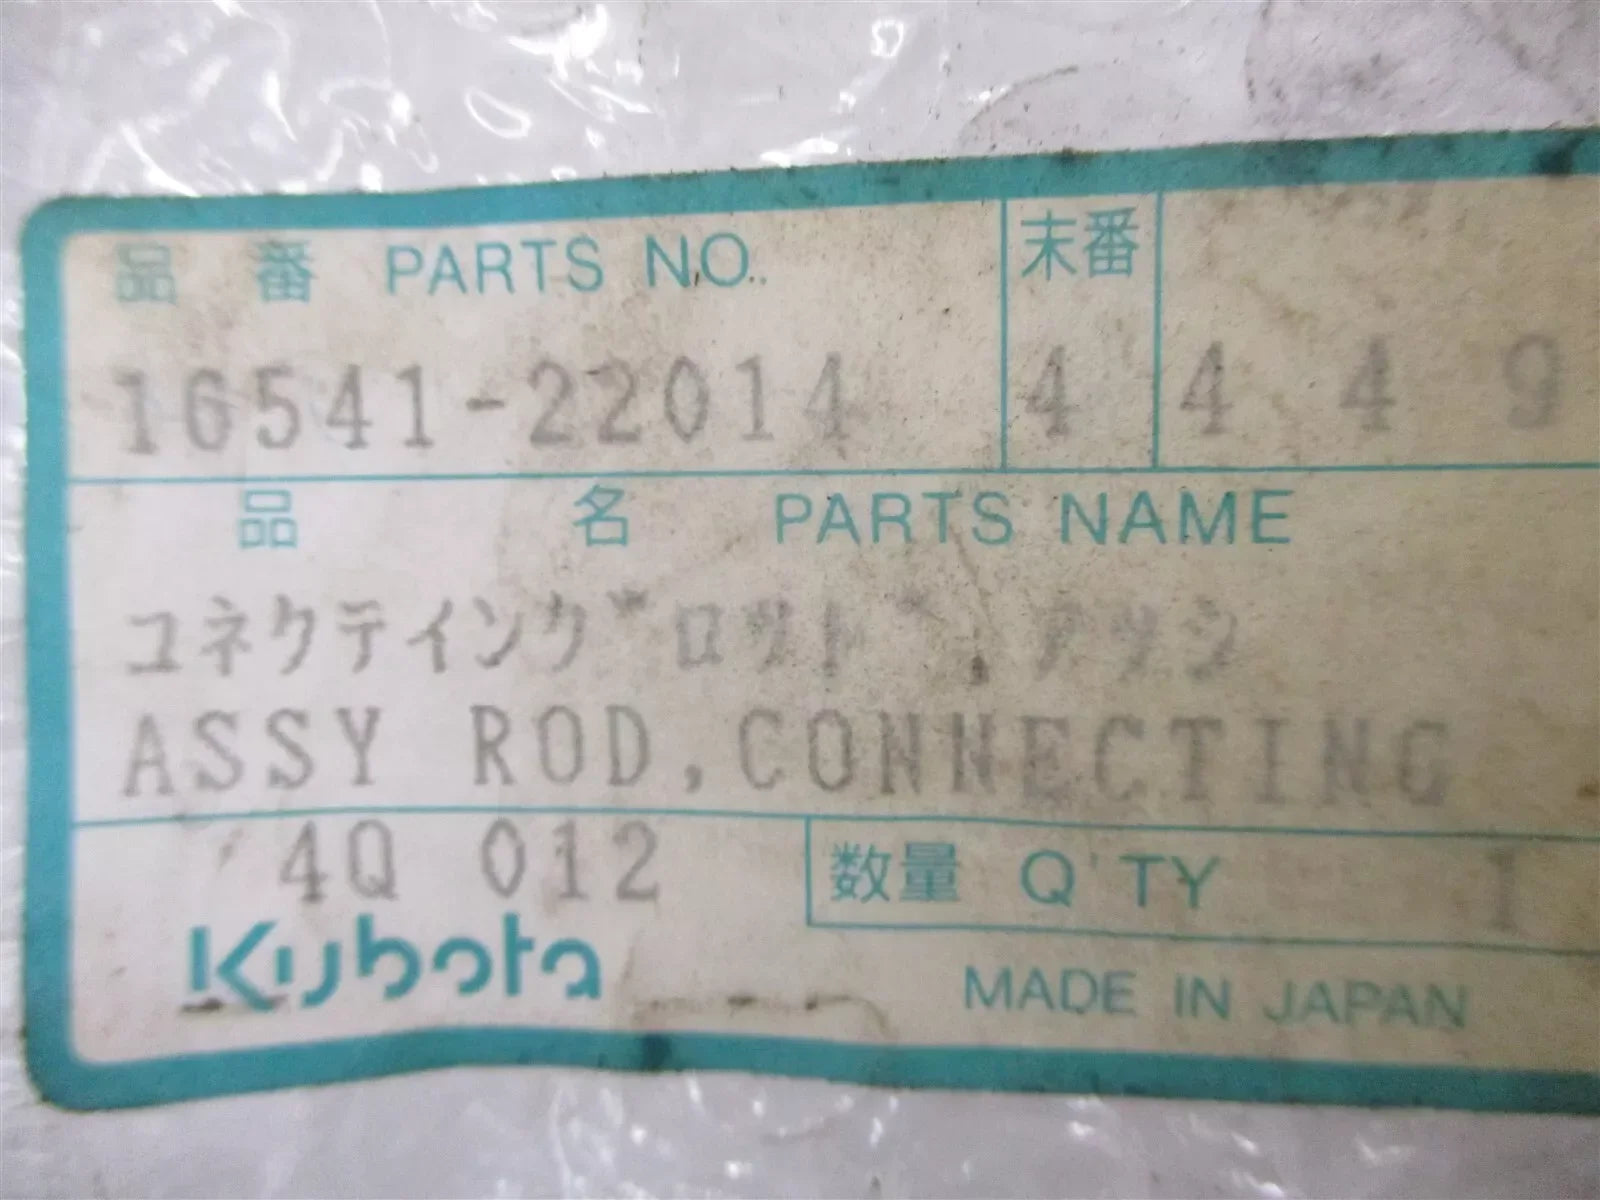 品 番 PARTS NO. 末番
16541-22014 4 4 4 9
品 名 PARTS NAME
コネクティング゛ロッド゛,アッシ
ASSY ROD,CONNECTING
4Q 012 数量 Q'TY 1
Kubota MADE IN JAPAN